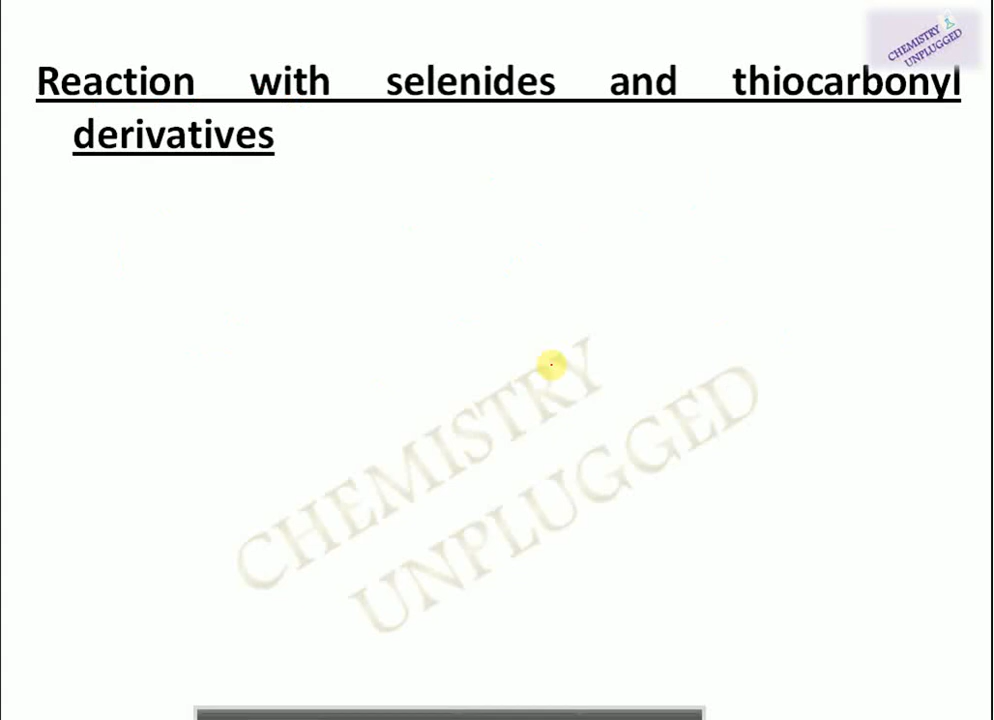 CHEMISTRY
UNPLUGGED
Reaction with selenides and thiocarbonyl
derivatives
CHEMISTRY
UNPLUGGED